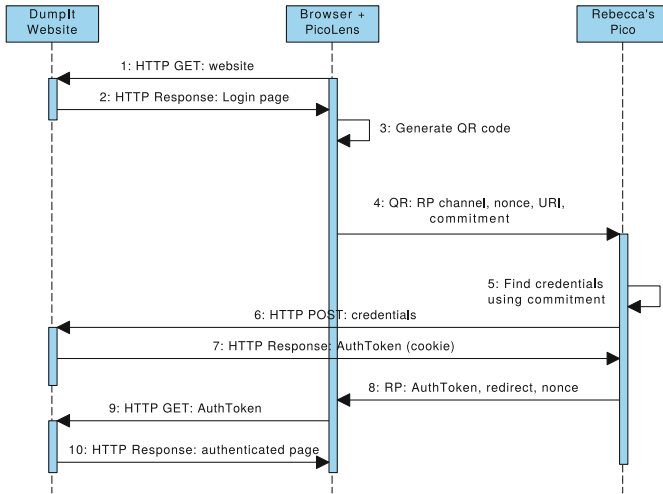 DumpIt
Website
Browser +
PicoLens
Rebecca's
Pico
1: HTTP GET: website
2: HTTP Response: Login page
3: Generate QR code
4: QR: RP channel, nonce, URI,
commitment
5: Find credentials
using commitment
6: HTTP POST: credentials
7: HTTP Response: AuthToken (cookie)
8: RP: AuthToken, redirect, nonce
9: HTTP GET: AuthToken
10: HTTP Response: authenticated page